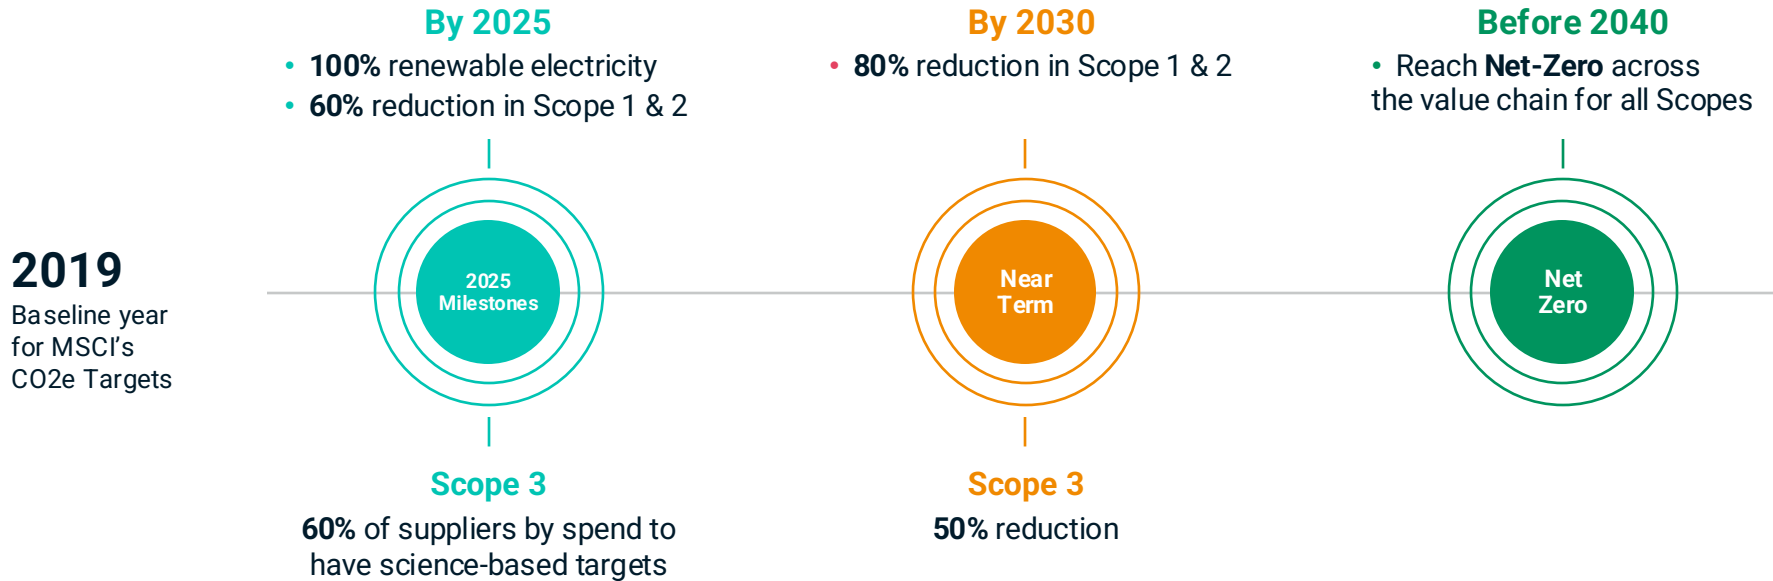 2019
Baseline year
for MSCI’s
CO2e Targets
By 2025
• 100% renewable electricity
• 60% reduction in Scope 1 & 2
2025
Milestones
Scope 3
60% of suppliers by spend to
have science-based targets
By 2030
• 80% reduction in Scope 1 & 2
Near
Term
Scope 3
50% reduction
Before 2040
• Reach Net-Zero across
the value chain for all Scopes
Net
Zero